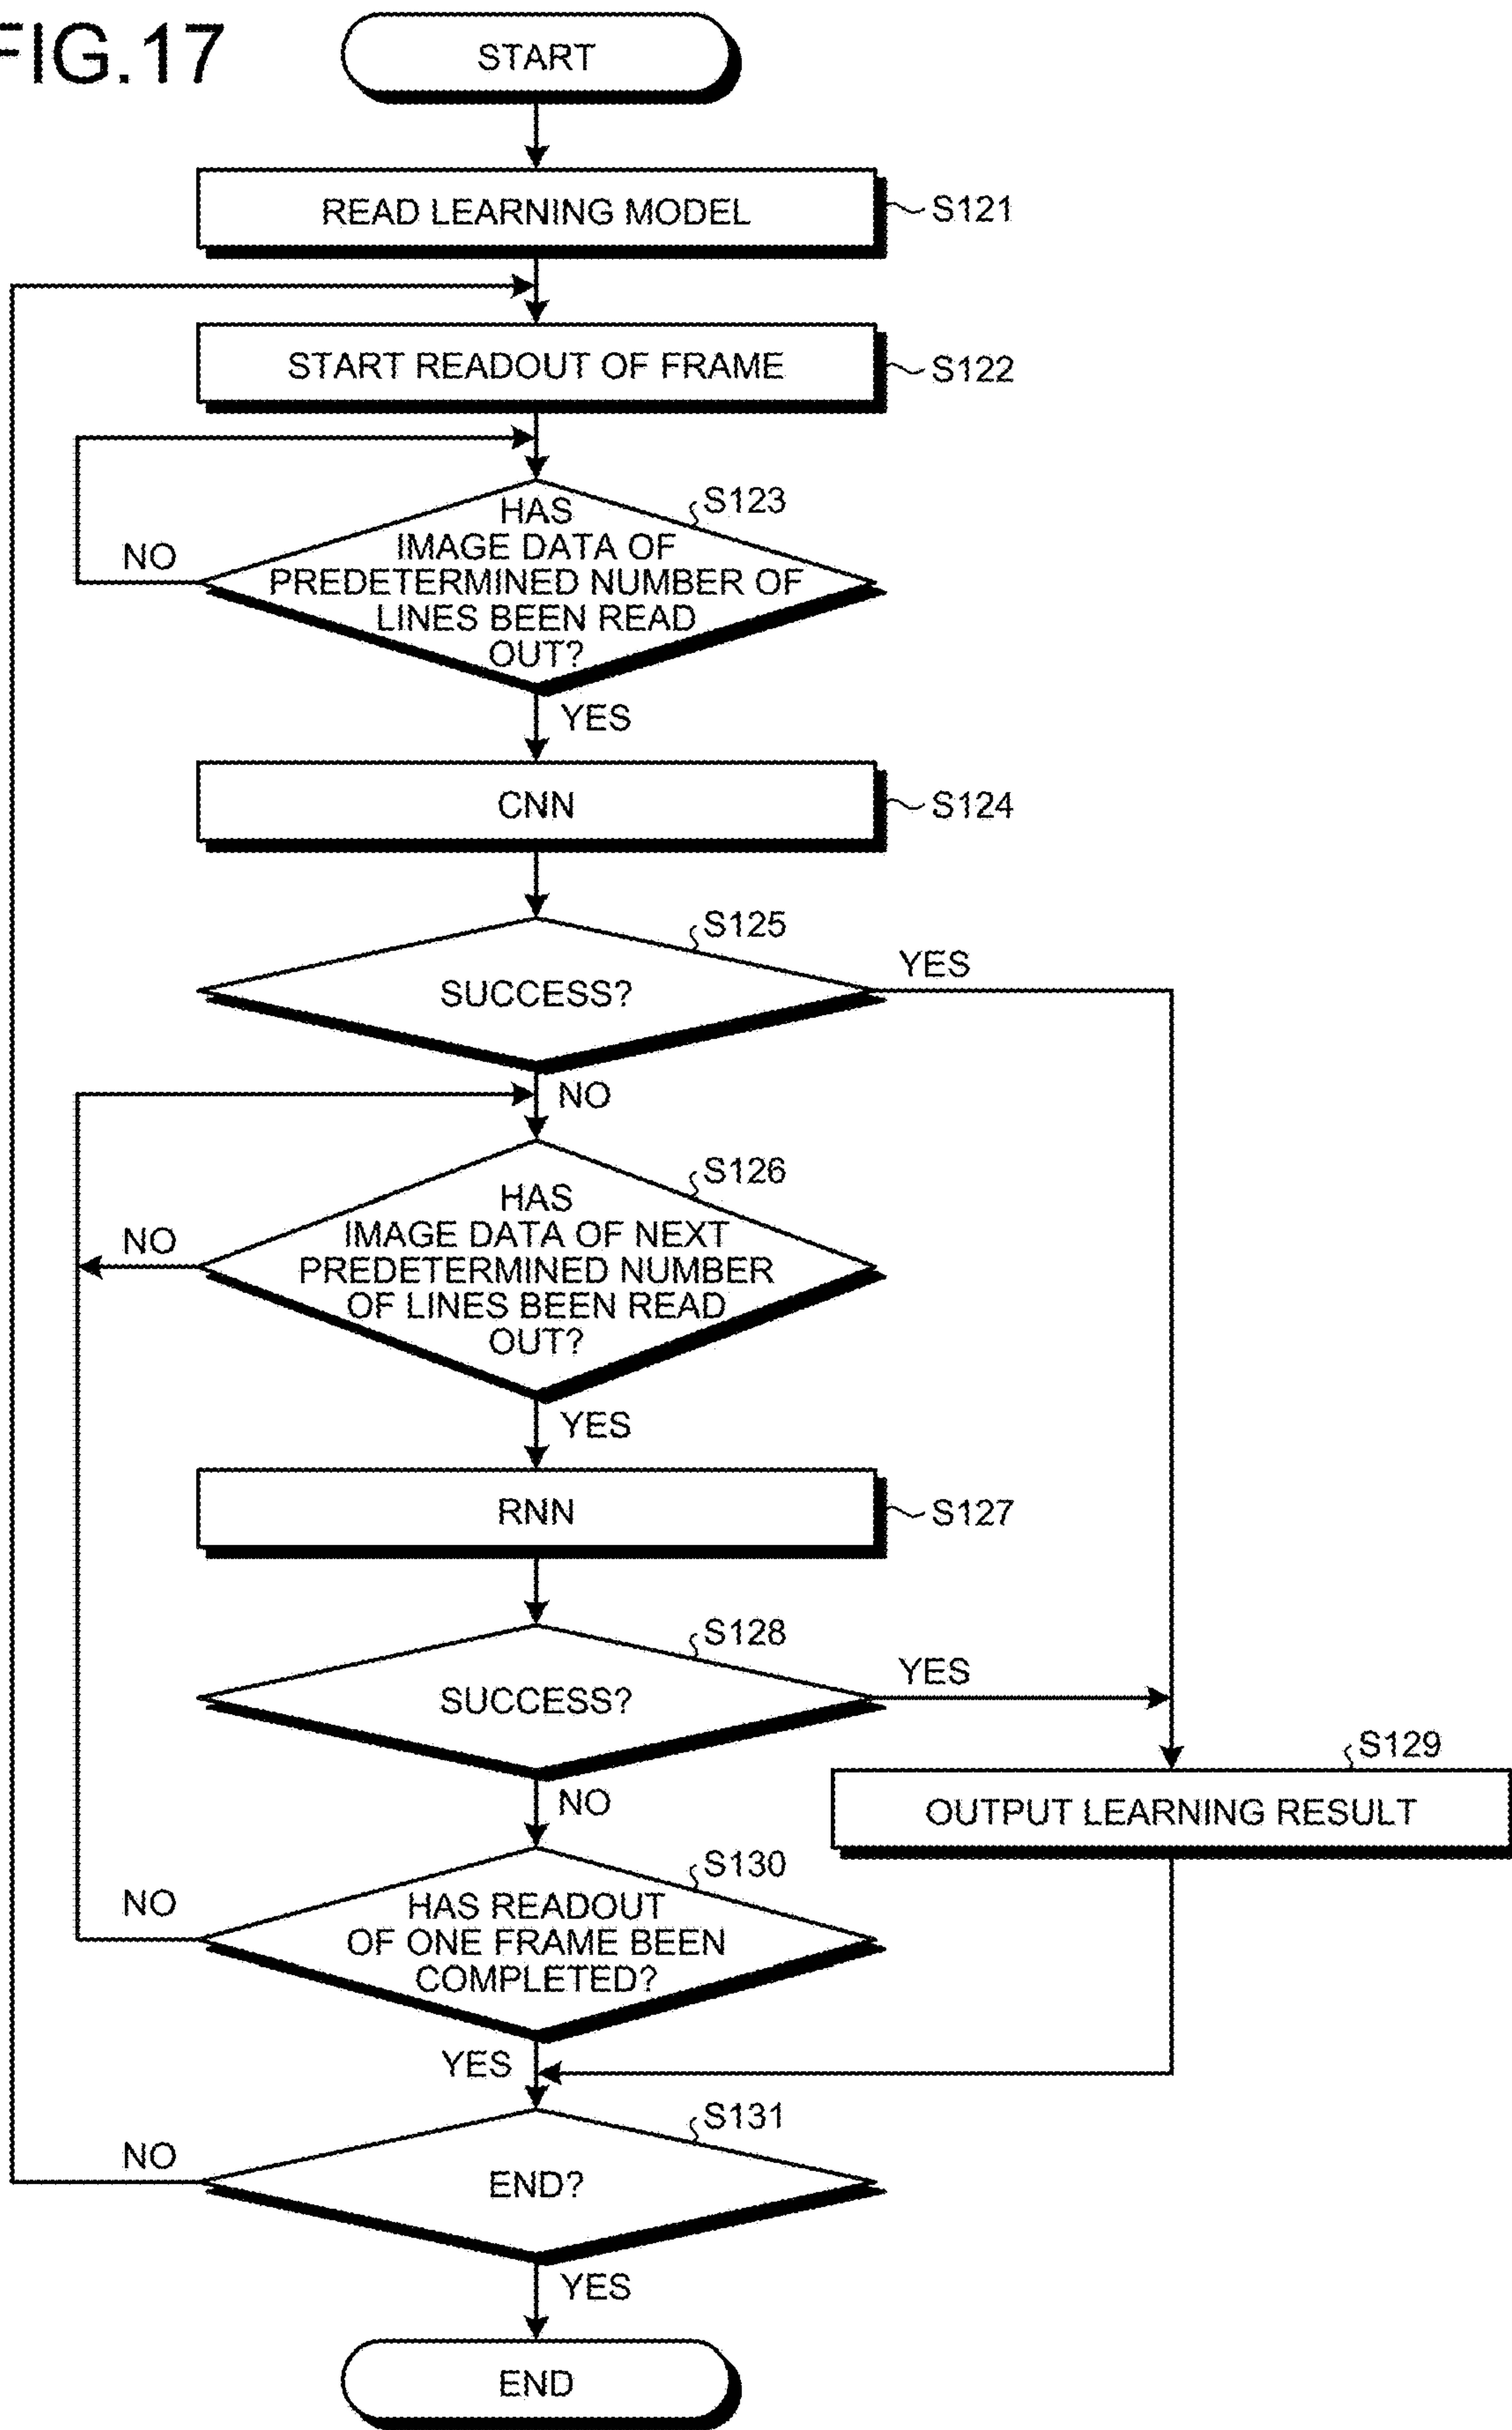 FIG.17
START
READ LEARNING MODEL
S121
START READOUT OF FRAME
S122
S123
HAS
IMAGE DATA OF
PREDETERMINED NUMBER OF
LINES BEEN READ
OUT?
NO
YES
CNN
S124
S125
SUCCESS?
YES
NO
S126
HAS
IMAGE DATA OF NEXT
PREDETERMINED NUMBER
OF LINES BEEN READ
OUT?
NO
YES
RNN
S127
S128
SUCCESS?
YES
NO
S129
OUTPUT LEARNING RESULT
S130
HAS READOUT
OF ONE FRAME BEEN
COMPLETED?
NO
YES
S131
END?
NO
YES
END